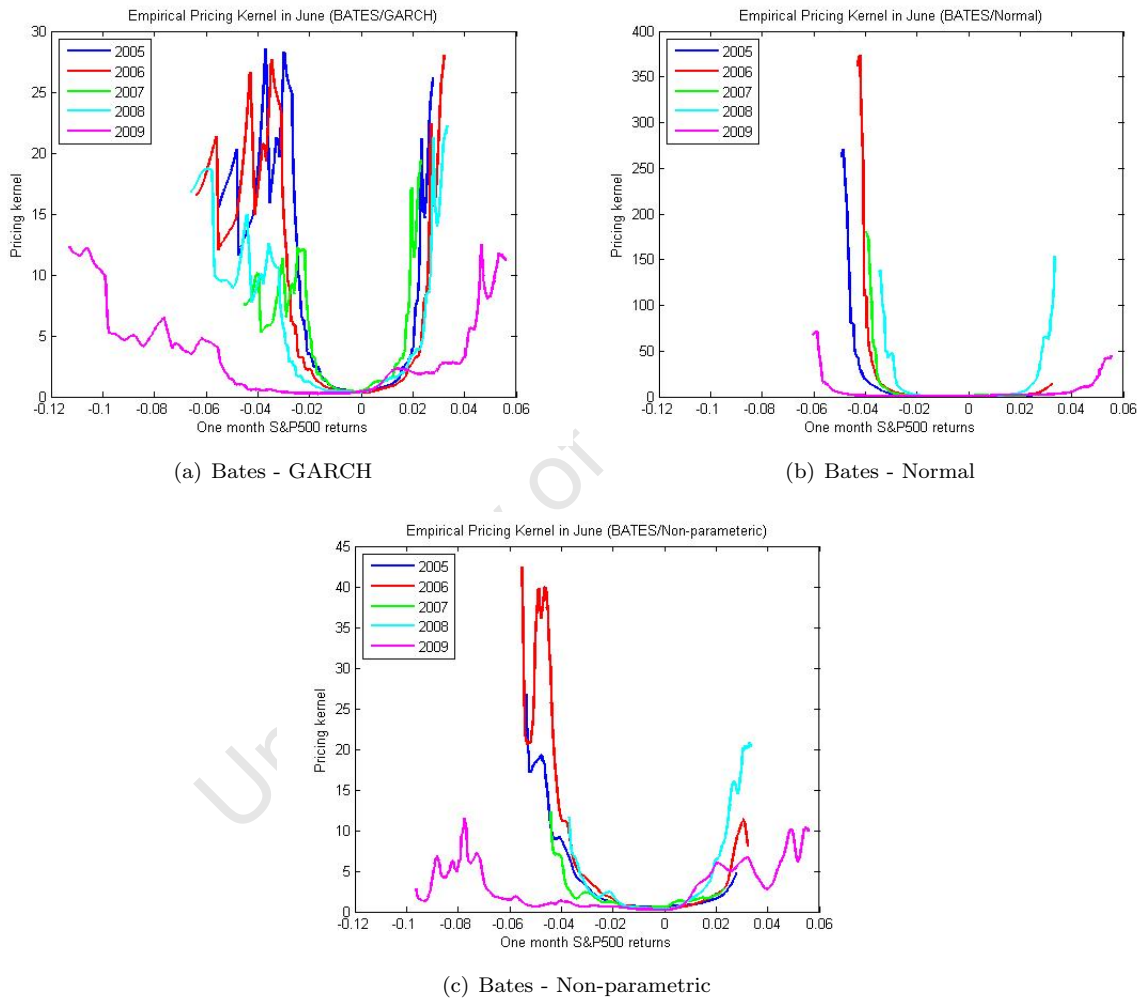 Empirical Pricing Kernel in June (BATES/GARCH)
30
25
20
15
10
5
0
Pricing kernel
2005
2006
2007
2008
2009
-0.12 -0.1 -0.08 -0.06 -0.04 -0.02 0 0.02 0.04 0.06
One month S&P500 returns
(a) Bates - GARCH
Empirical Pricing Kernel in June (BATES/Normal)
400
350
300
250
200
150
100
50
0
Pricing kernel
2005
2006
2007
2008
2009
-0.12 -0.1 -0.08 -0.06 -0.04 -0.02 0 0.02 0.04 0.06
One month S&P500 returns
(b) Bates - Normal
Empirical Pricing Kernel in June (BATES/Non-parameteric)
45
40
35
30
25
20
15
10
5
0
Pricing kernel
2005
2006
2007
2008
2009
-0.12 -0.1 -0.08 -0.06 -0.04 -0.02 0 0.02 0.04 0.06
One month S&P500 returns
(c) Bates - Non-parametric